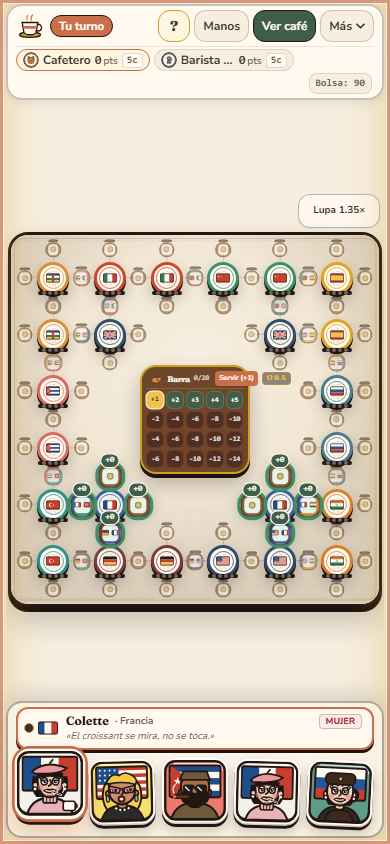 Tu turno ? Manos Ver café Más
Cafetero 0 pts 5c Barista ... 0 pts 5c
Bolsa: 90
Lupa 1.35×
Barra 0/20 Servir (+1) O & A
+1 +2 +3 +4 +5
-2 -4 -6 -8 -10
-4 -6 -8 -10 -12
-6 -8 -10 -12 -14
+0 +0
+0 +0 +0 +0
+0 +0
Colette · Francia MUJER
«El croissant se mira, no se toca.»